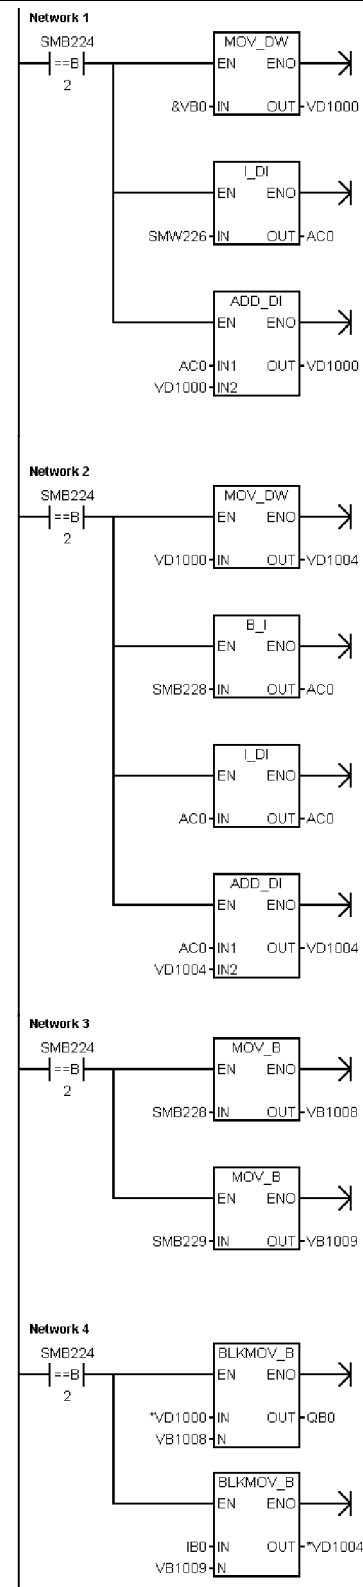 Network 1
SMB224
==B
2
MOV_DW
EN ENO
&VB0 IN OUT VD1000
I_DI
EN ENO
SMW226 IN OUT AC0
ADD_DI
EN ENO
AC0 IN1 OUT VD1000
VD1000 IN2
Network 2
SMB224
==B
2
MOV_DW
EN ENO
VD1000 IN OUT VD1004
B_I
EN ENO
SMB228 IN OUT AC0
I_DI
EN ENO
AC0 IN OUT AC0
ADD_DI
EN ENO
AC0 IN1 OUT VD1004
VD1004 IN2
Network 3
SMB224
==B
2
MOV_B
EN ENO
SMB228 IN OUT VB1008
MOV_B
EN ENO
SMB229 IN OUT VB1009
Network 4
SMB224
==B
2
BLKMOV_B
EN ENO
*VD1000 IN OUT QB0
VB1008 N
BLKMOV_B
EN ENO
IB0 IN OUT *VD1004
VB1009 N